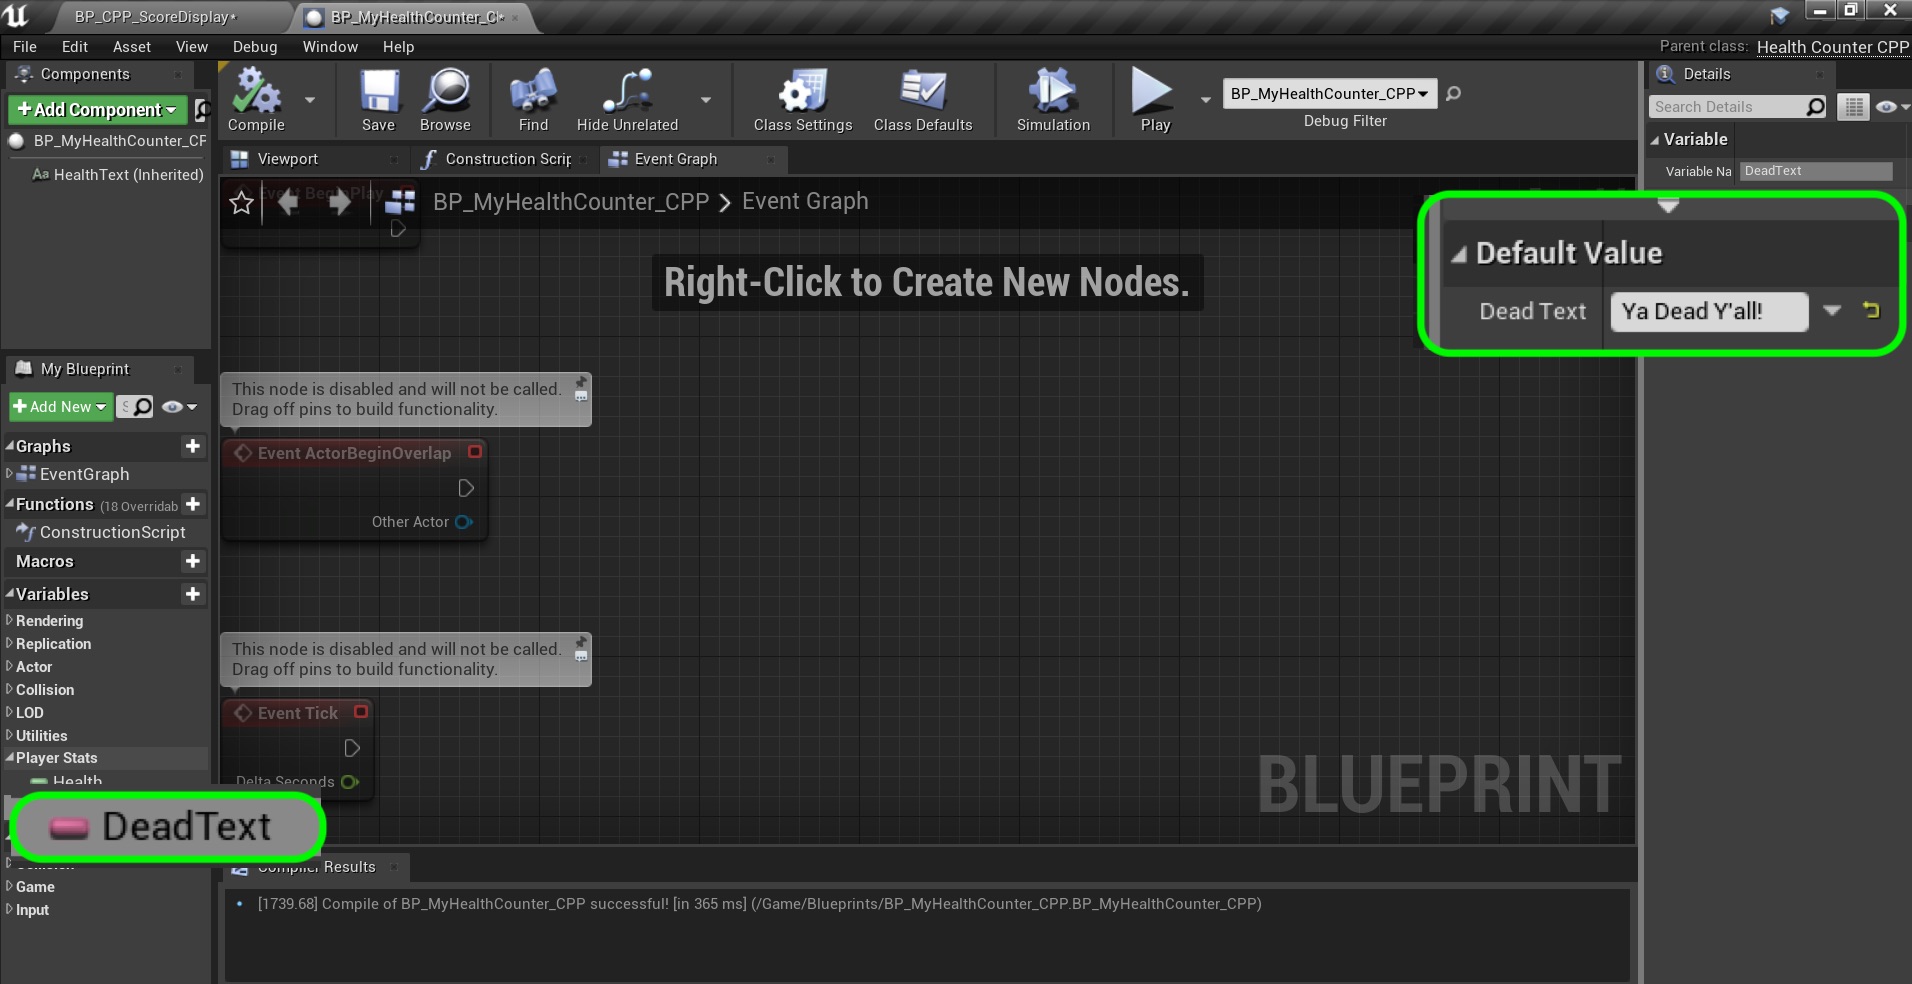 BP_CPP_ScoreDisplay*
BP_MyHealthCounter_C*
File Edit Asset View Debug Window Help
Parent class: Health Counter CPP
Components
+Add Component
BP_MyHealthCounter_CP
HealthText (Inherited)
Compile
Save
Browse
Find
Hide Unrelated
Class Settings
Class Defaults
Simulation
Play
BP_MyHealthCounter_CPP
Debug Filter
Details
Search Details
Variable
Variable Na
DeadText
Default Value
Dead Text
Ya Dead Y'all!
Viewport
Construction Scrip
Event Graph
Event BeginPlay
BP_MyHealthCounter_CPP > Event Graph
Right-Click to Create New Nodes.
This node is disabled and will not be called.
Drag off pins to build functionality.
Event ActorBeginOverlap
Other Actor
This node is disabled and will not be called.
Drag off pins to build functionality.
Event Tick
Delta Seconds
BLUEPRINT
My Blueprint
+Add New
S
Graphs
EventGraph
Functions (18 Overridab
ConstructionScript
Macros
Variables
Rendering
Replication
Actor
Collision
LOD
Utilities
Player Stats
Health
DeadText
Collision
Game
Input
Compiler Results
[1739.68] Compile of BP_MyHealthCounter_CPP successful! [in 365 ms] (/Game/Blueprints/BP_MyHealthCounter_CPP.BP_MyHealthCounter_CPP)